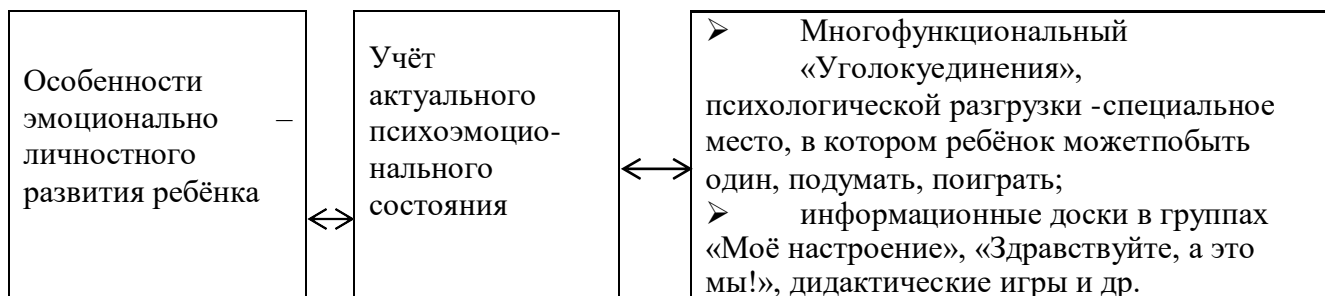 Особенности
эмоционально –
личностного
развития ребёнка
Учёт
актуального
психоэмоцио-
нального
состояния
➢ Многофункциональный
«Уголокуединения»,
психологической разгрузки -специальное
место, в котором ребёнок можетпобыть
один, подумать, поиграть;
➢ информационные доски в группах
«Моё настроение», «Здравствуйте, а это
мы!», дидактические игры и др.